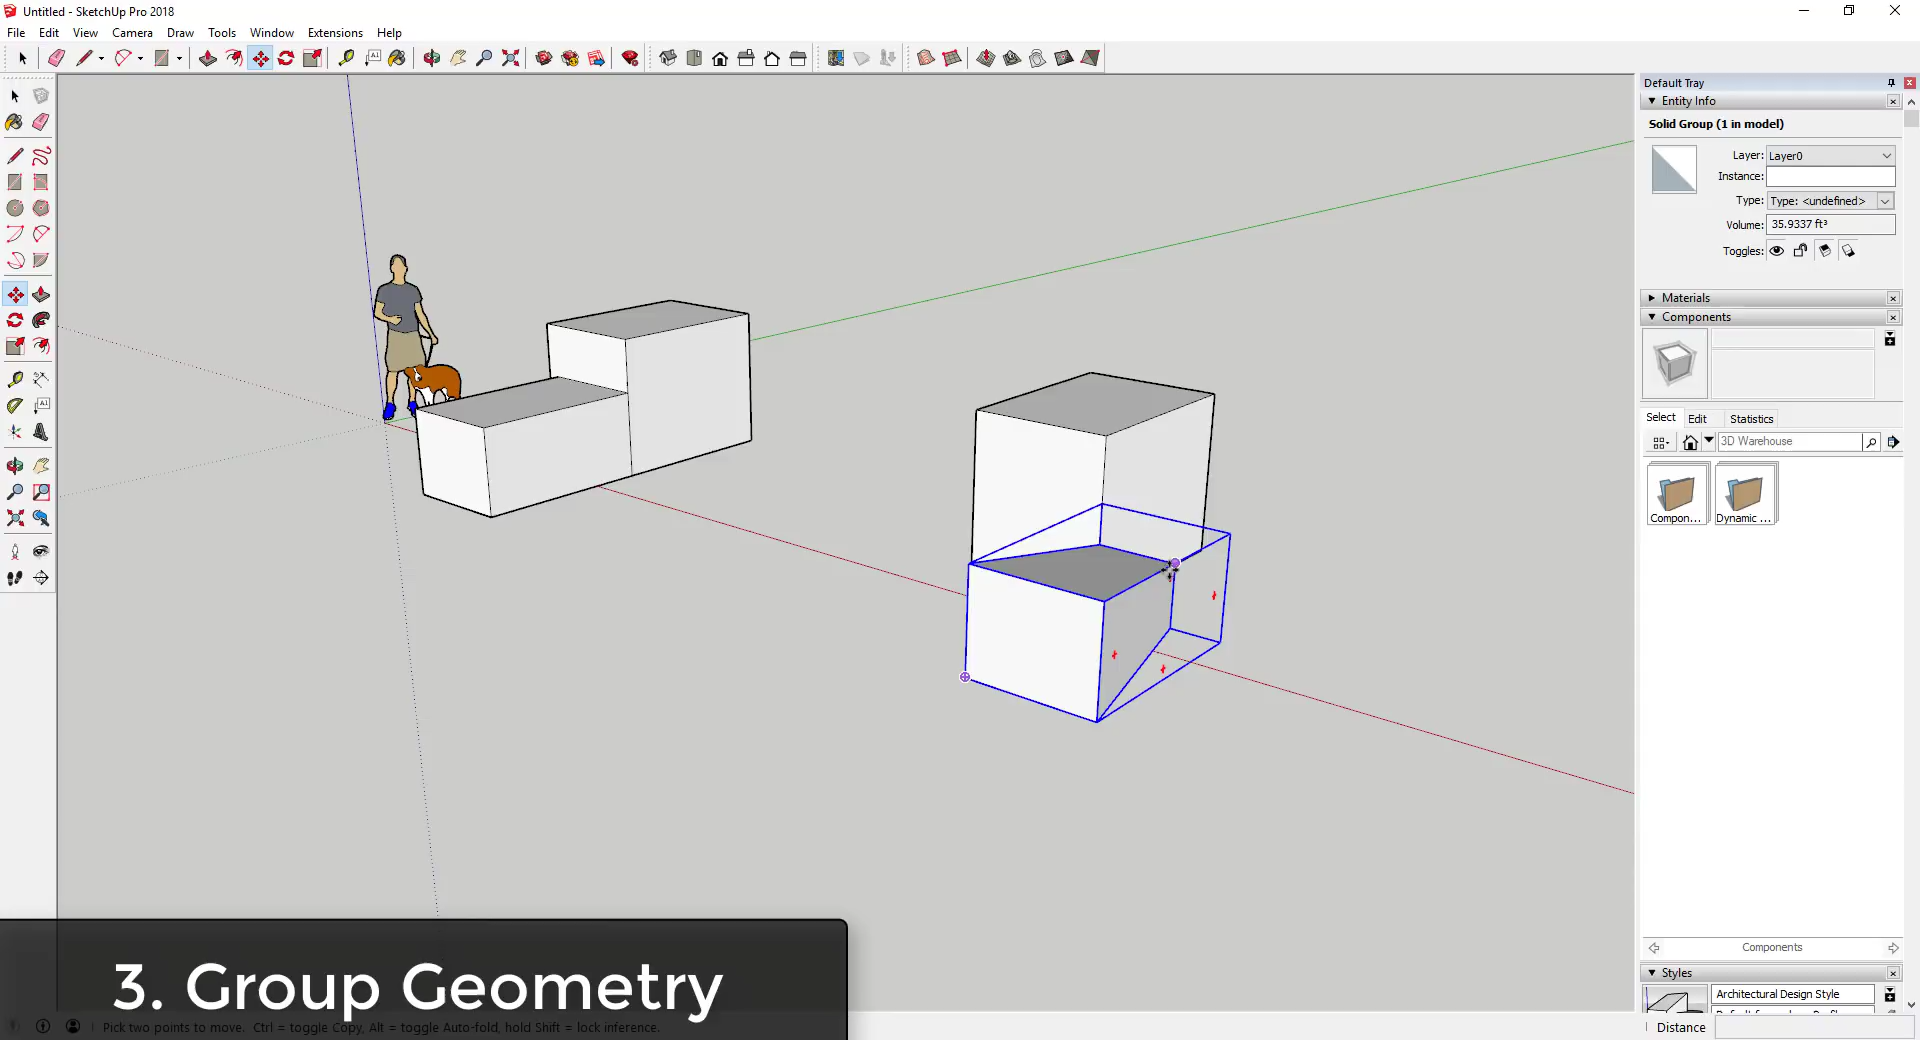 Untitled - SketchUp Pro 2018
File Edit View Camera Draw Tools Window Extensions Help
Default Tray
Entity Info
Solid Group (1 in model)
Layer: Layer0
Instance:
Type: Type: <undefined>
Volume: 35.9337 ft³
Toggles:
Materials
Components
Select Edit Statistics
3D Warehouse
Compon... Dynamic ...
Components
Styles
Architectural Design Style
3. Group Geometry
Pick two points to move. Ctrl = toggle Copy, Alt = toggle Auto-fold, hold Shift = lock inference.
Distance